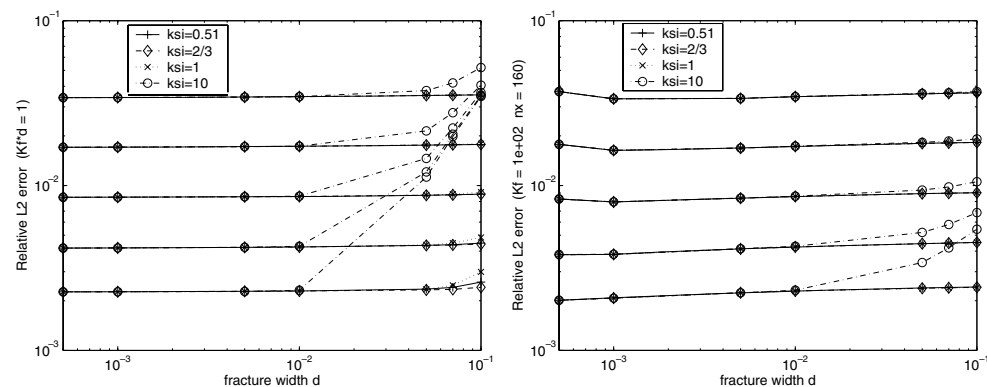 10⁻¹
ksi=0.51
ksi=2/3
ksi=1
ksi=10
Relative L2 error (Kf*d = 1)
10⁻²
10⁻³
10⁻³
10⁻²
10⁻¹
fracture width d
10⁻¹
ksi=0.51
ksi=2/3
ksi=1
ksi=10
Relative L2 error (Kf = 1e+02 nx = 160)
10⁻²
10⁻³
10⁻³
10⁻²
10⁻¹
fracture width d